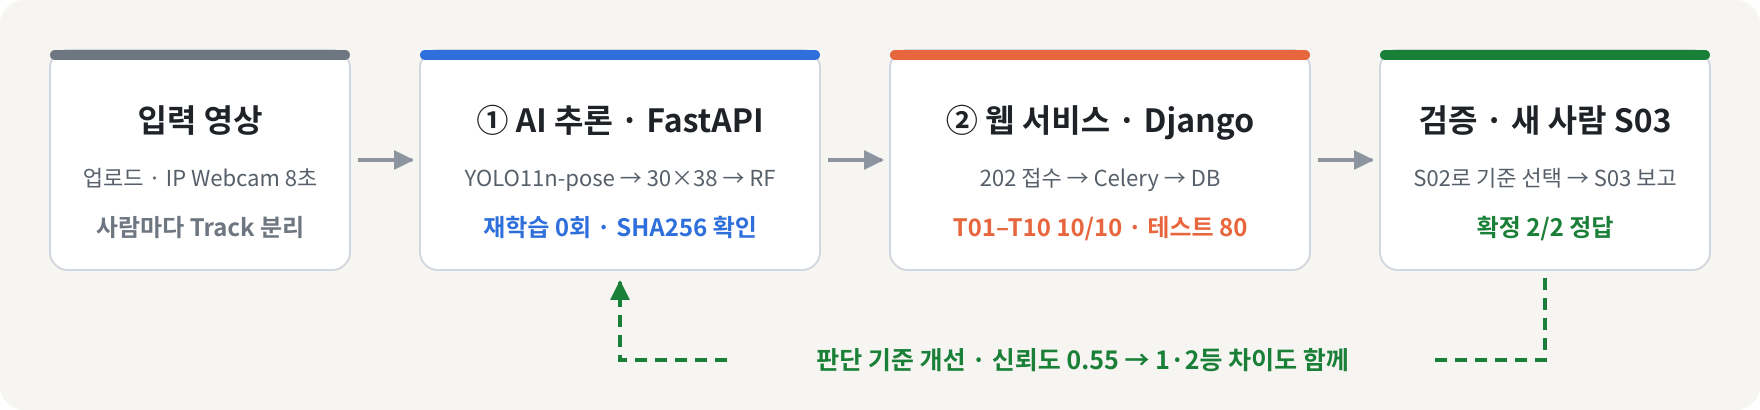 입력 영상
업로드 · IP Webcam 8초
사람마다 Track 분리
① AI 추론 · FastAPI
YOLO11n-pose → 30×38 → RF
재학습 0회 · SHA256 확인
② 웹 서비스 · Django
202 접수 → Celery → DB
T01–T10 10/10 · 테스트 80
검증 · 새 사람 S03
S02로 기준 선택 → S03 보고
확정 2/2 정답
판단 기준 개선 · 신뢰도 0.55 → 1·2등 차이도 함께